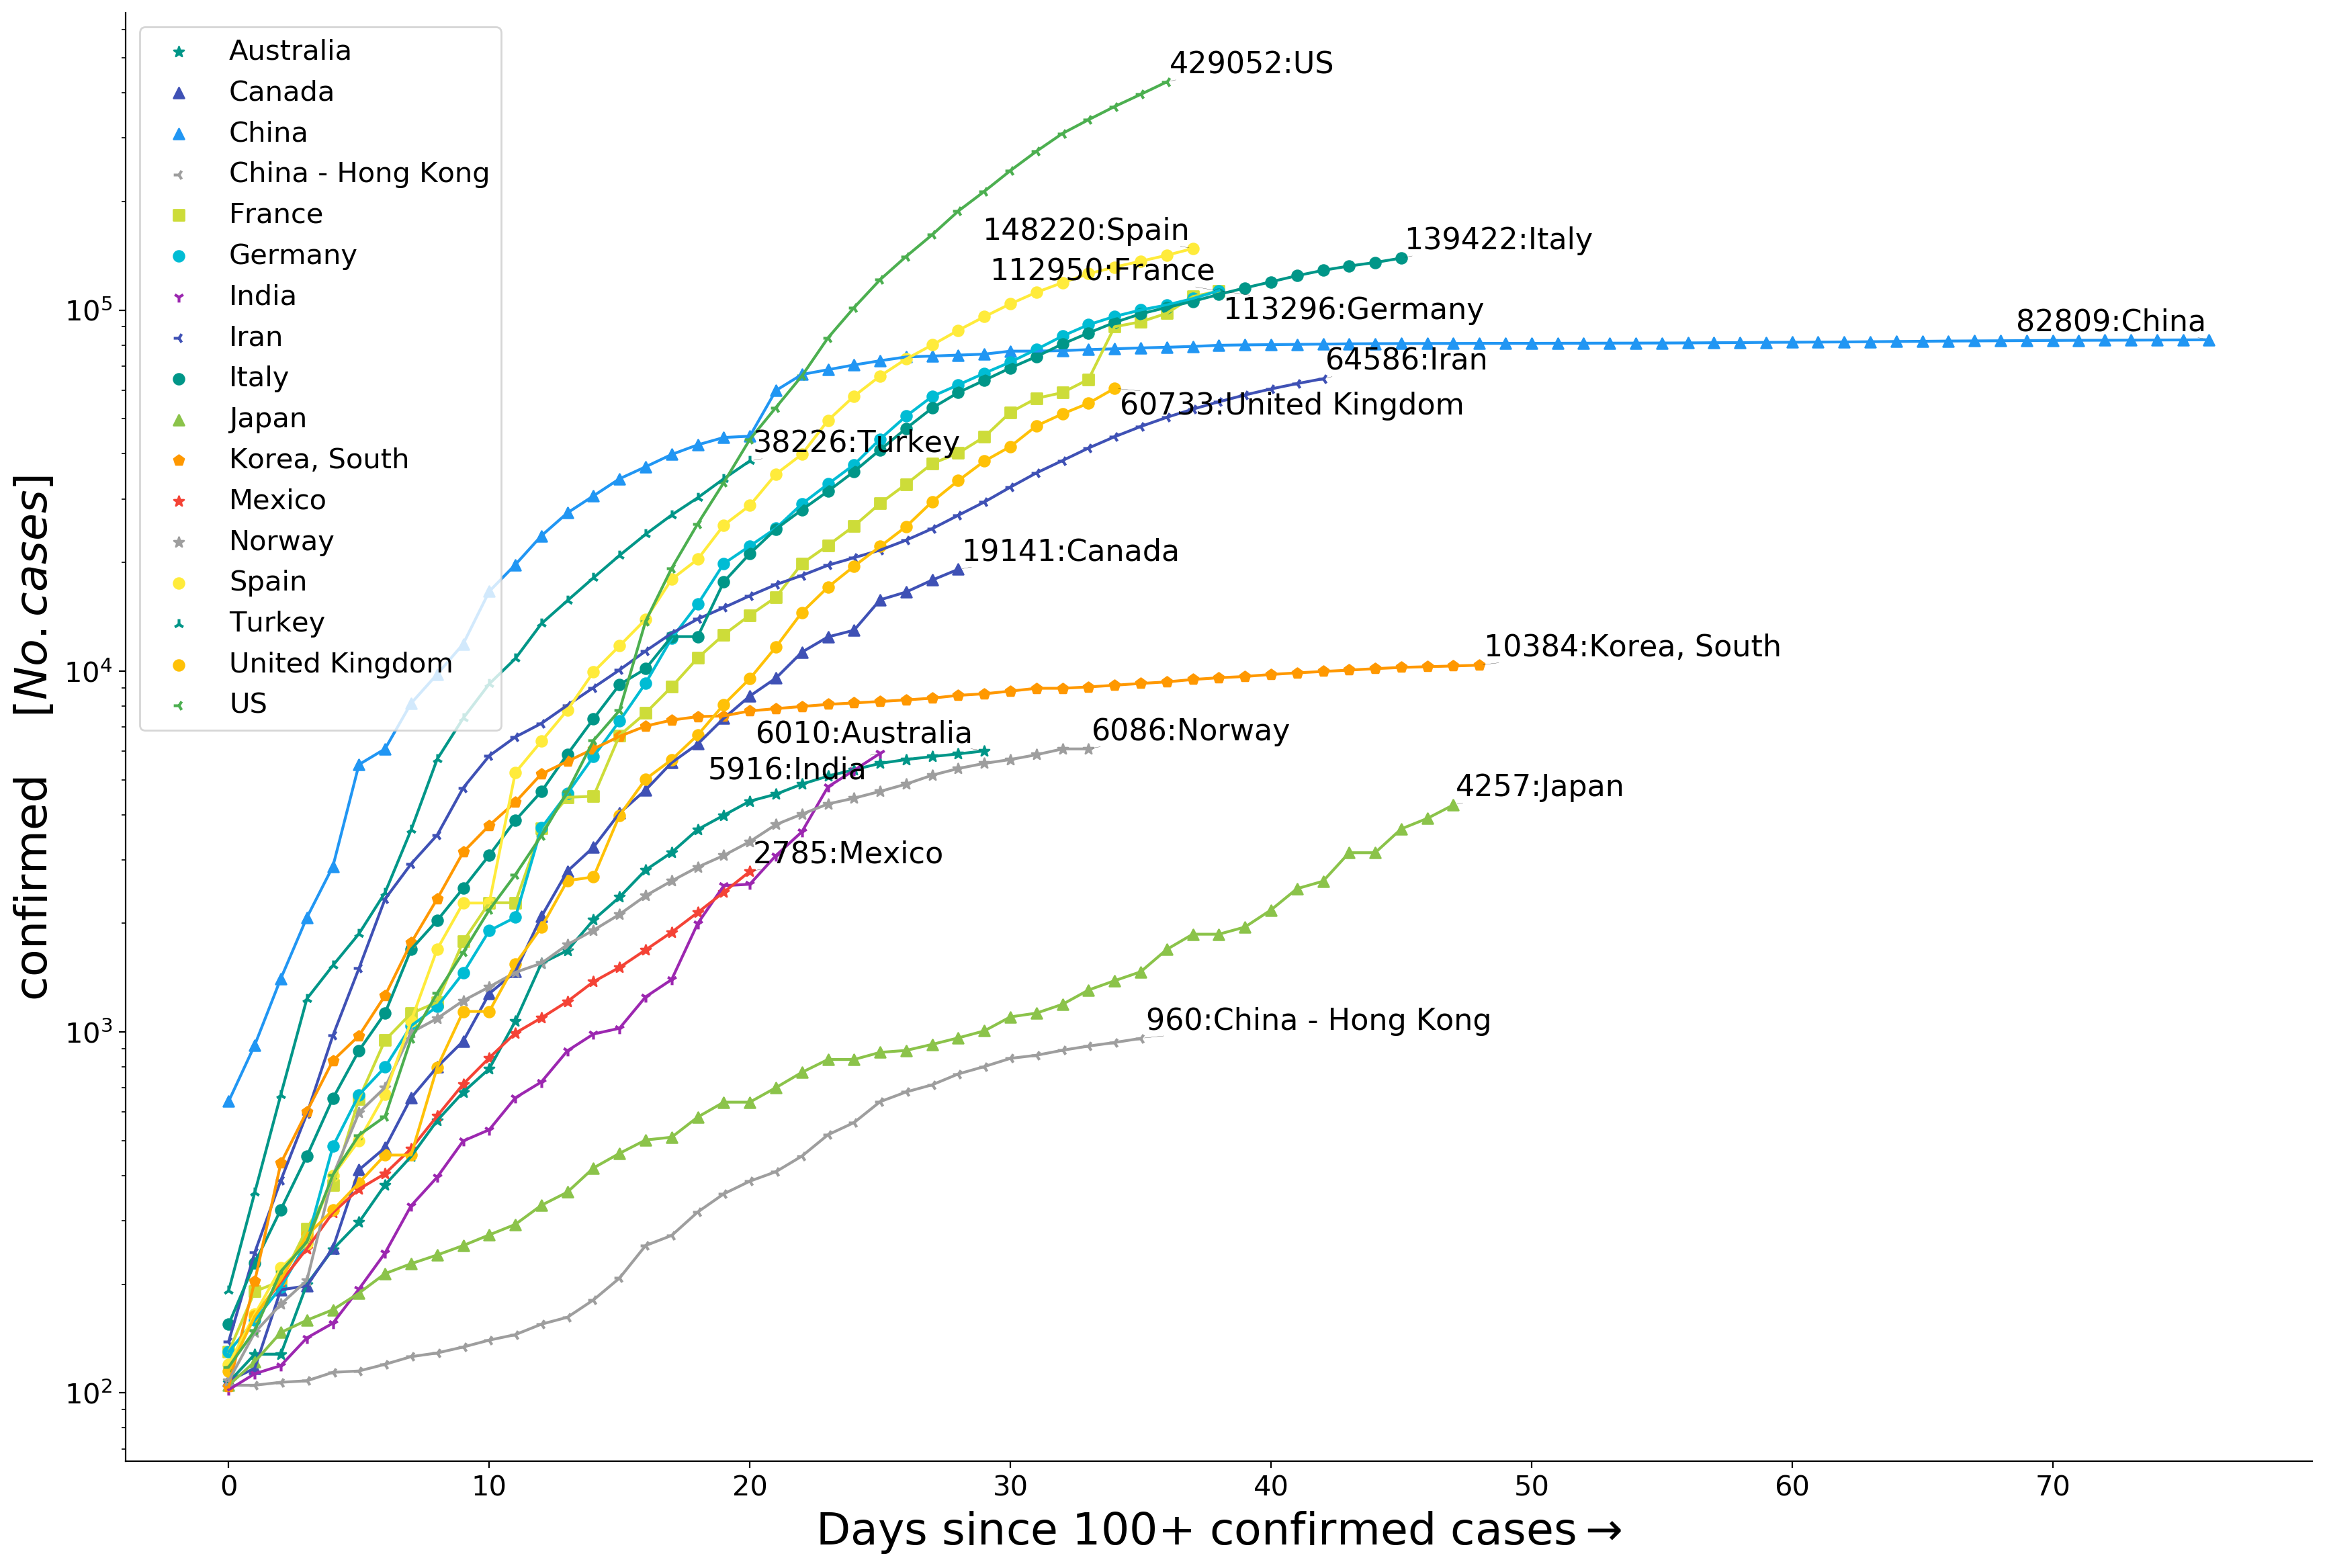 Australia
Canada
China
China - Hong Kong
France
Germany
India
Iran
Italy
Japan
Korea, South
Mexico
Norway
Spain
Turkey
United Kingdom
US
429052:US
148220:Spain
139422:Italy
112950:France
113296:Germany
82809:China
64586:Iran
60733:United Kingdom
38226:Turkey
19141:Canada
10384:Korea, South
6010:Australia
6086:Norway
5916:India
4257:Japan
2785:Mexico
960:China - Hong Kong
10⁵
10⁴
10³
10²
confirmed [No. cases]
0 10 20 30 40 50 60 70
Days since 100+ confirmed cases→